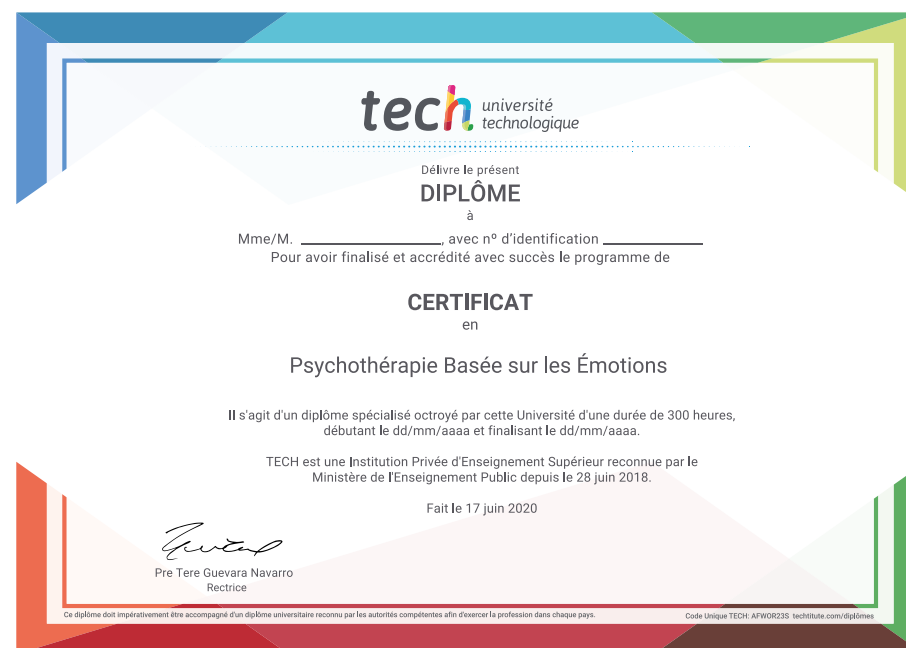 tech université
technologique
Délivre le présent
DIPLÔME
à
Mme/M. ____________________, avec nº d'identification ______________
Pour avoir finalisé et accrédité avec succès le programme de
CERTIFICAT
en
Psychothérapie Basée sur les Émotions
Il s'agit d'un diplôme spécialisé octroyé par cette Université d'une durée de 300 heures,
débutant le dd/mm/aaaa et finalisant le dd/mm/aaaa.
TECH est une Institution Privée d'Enseignement Supérieur reconnue par le
Ministère de l'Enseignement Public depuis le 28 juin 2018.
Fait le 17 juin 2020
Pre Tere Guevara Navarro
Rectrice
Ce diplôme doit impérativement être accompagné d'un diplôme universitaire reconnu par les autorités compétentes afin d'exercer la profession dans chaque pays.
Code Unique TECH: AFWOR23S techtitute.com/diplômes